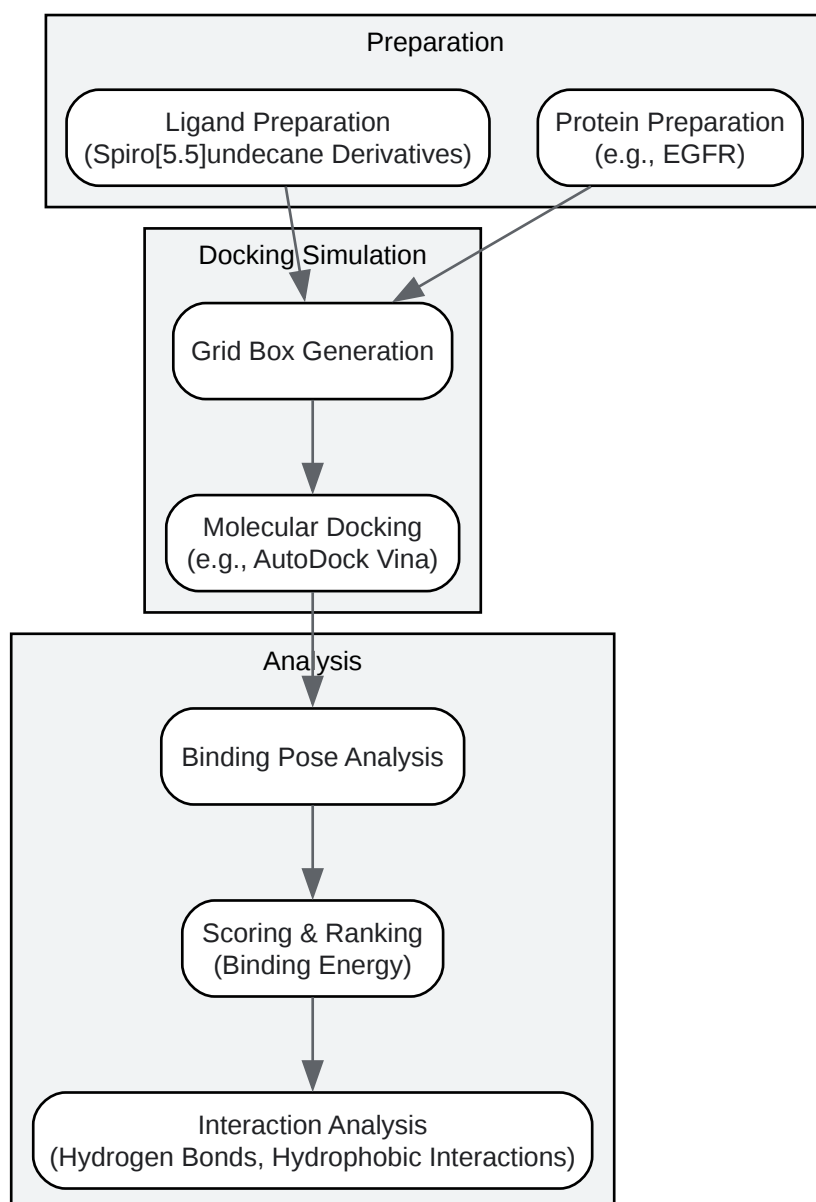 Preparation
Ligand Preparation
(Spiro[5.5]undecane Derivatives)
Protein Preparation
(e.g., EGFR)
Docking Simulation
Grid Box Generation
Molecular Docking
(e.g., AutoDock Vina)
Analysis
Binding Pose Analysis
Scoring & Ranking
(Binding Energy)
Interaction Analysis
(Hydrogen Bonds, Hydrophobic Interactions)